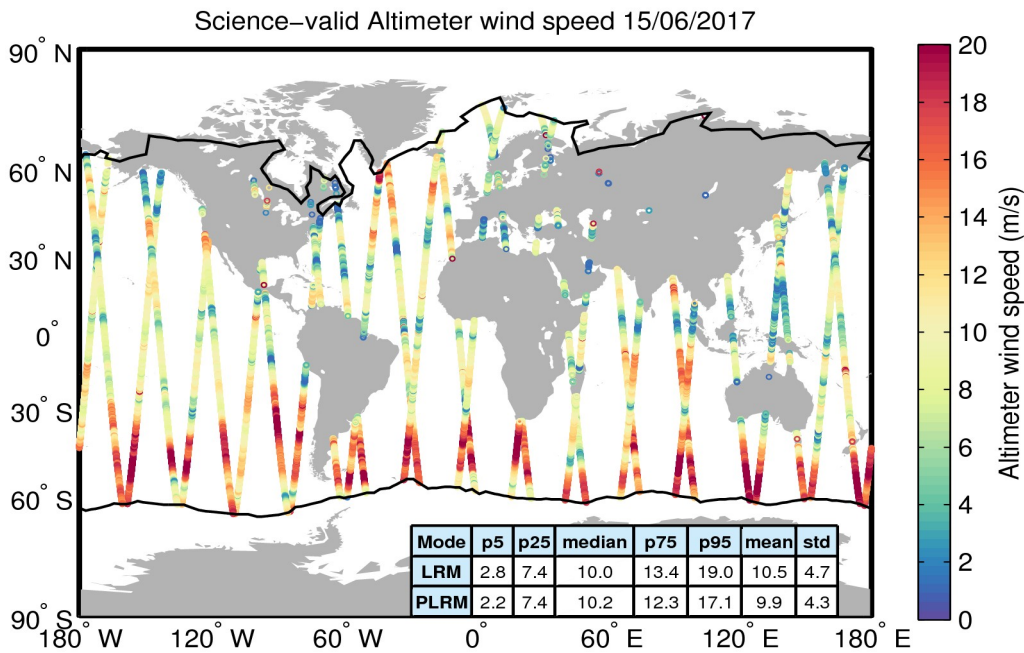 Science-valid Altimeter wind speed 15/06/2017
90° N
60° N
30° N
0°
30° S
60° S
90° S
180° W
120° W
60° W
0°
60° E
120° E
180° E
Mode p5 p25 median p75 p95 mean std
LRM 2.8 7.4 10.0 13.4 19.0 10.5 4.7
PLRM 2.2 7.4 10.2 12.3 17.1 9.9 4.3
20
18
16
14
12
10
8
6
4
2
0
Altimeter wind speed (m/s)